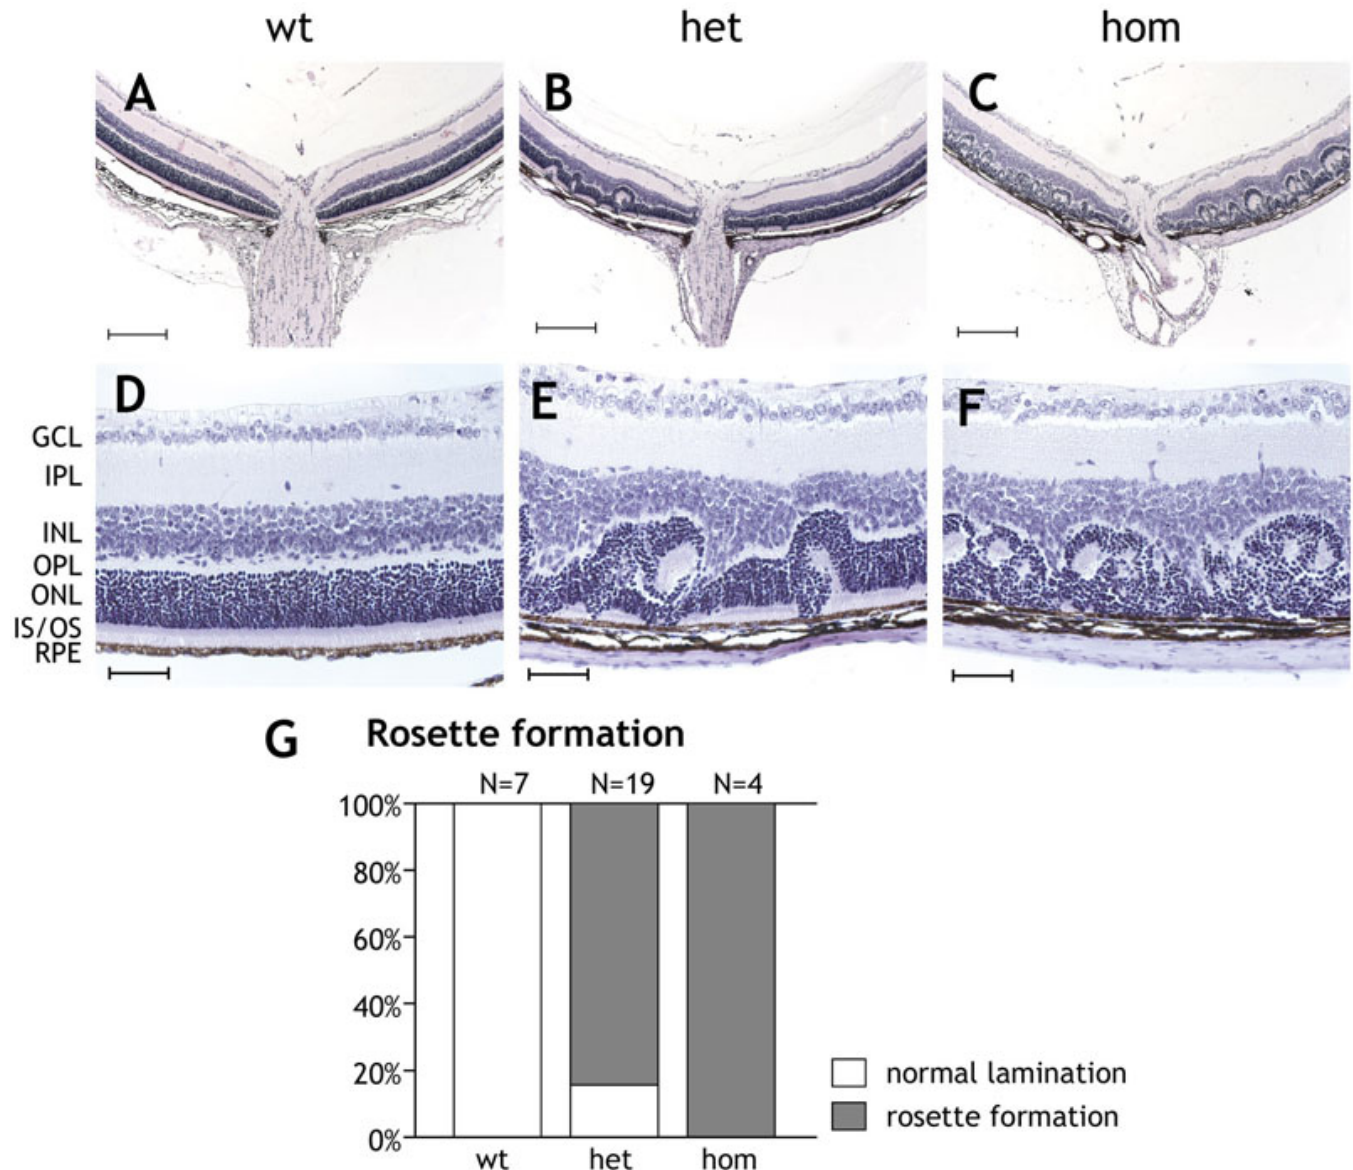 wt het hom
A B C
D E F
GCL
IPL
INL
OPL
ONL
IS/OS
RPE
G Rosette formation
N=7 N=19 N=4
100%
80%
60%
40%
20%
0%
wt het hom
normal lamination
rosette formation